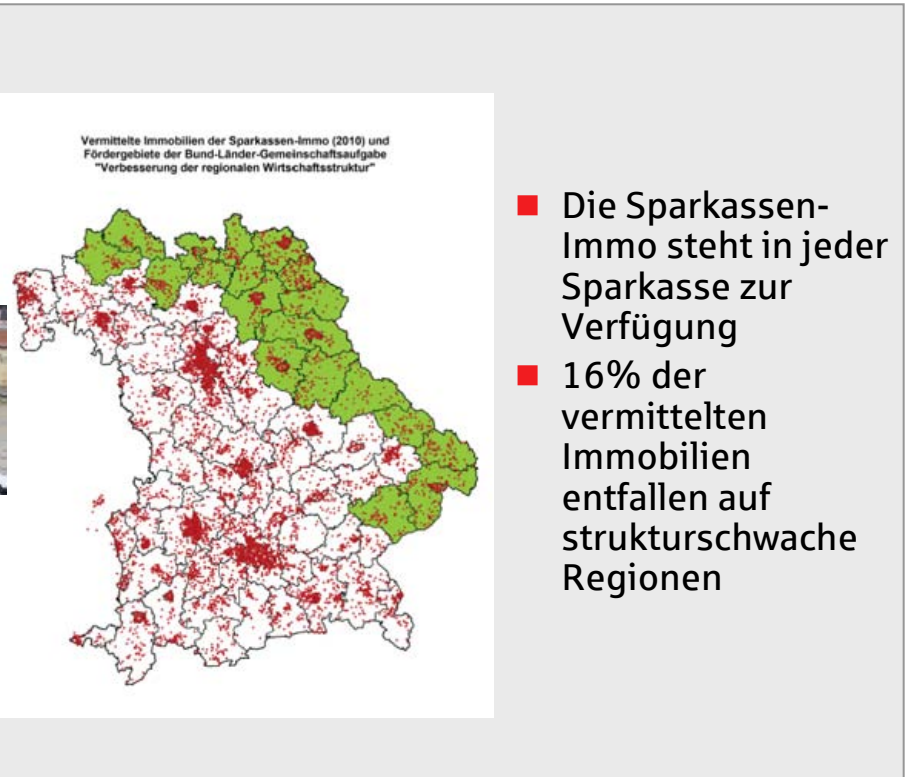 Vermittelte Immobilien der Sparkassen-Immo (2010) und
Fördergebiete der Bund-Länder-Gemeinschaftsaufgabe
"Verbesserung der regionalen Wirtschaftsstruktur"
Die Sparkassen-
Immo steht in jeder
Sparkasse zur
Verfügung
16% der
vermittelten
Immobilien
entfallen auf
strukturschwache
Regionen